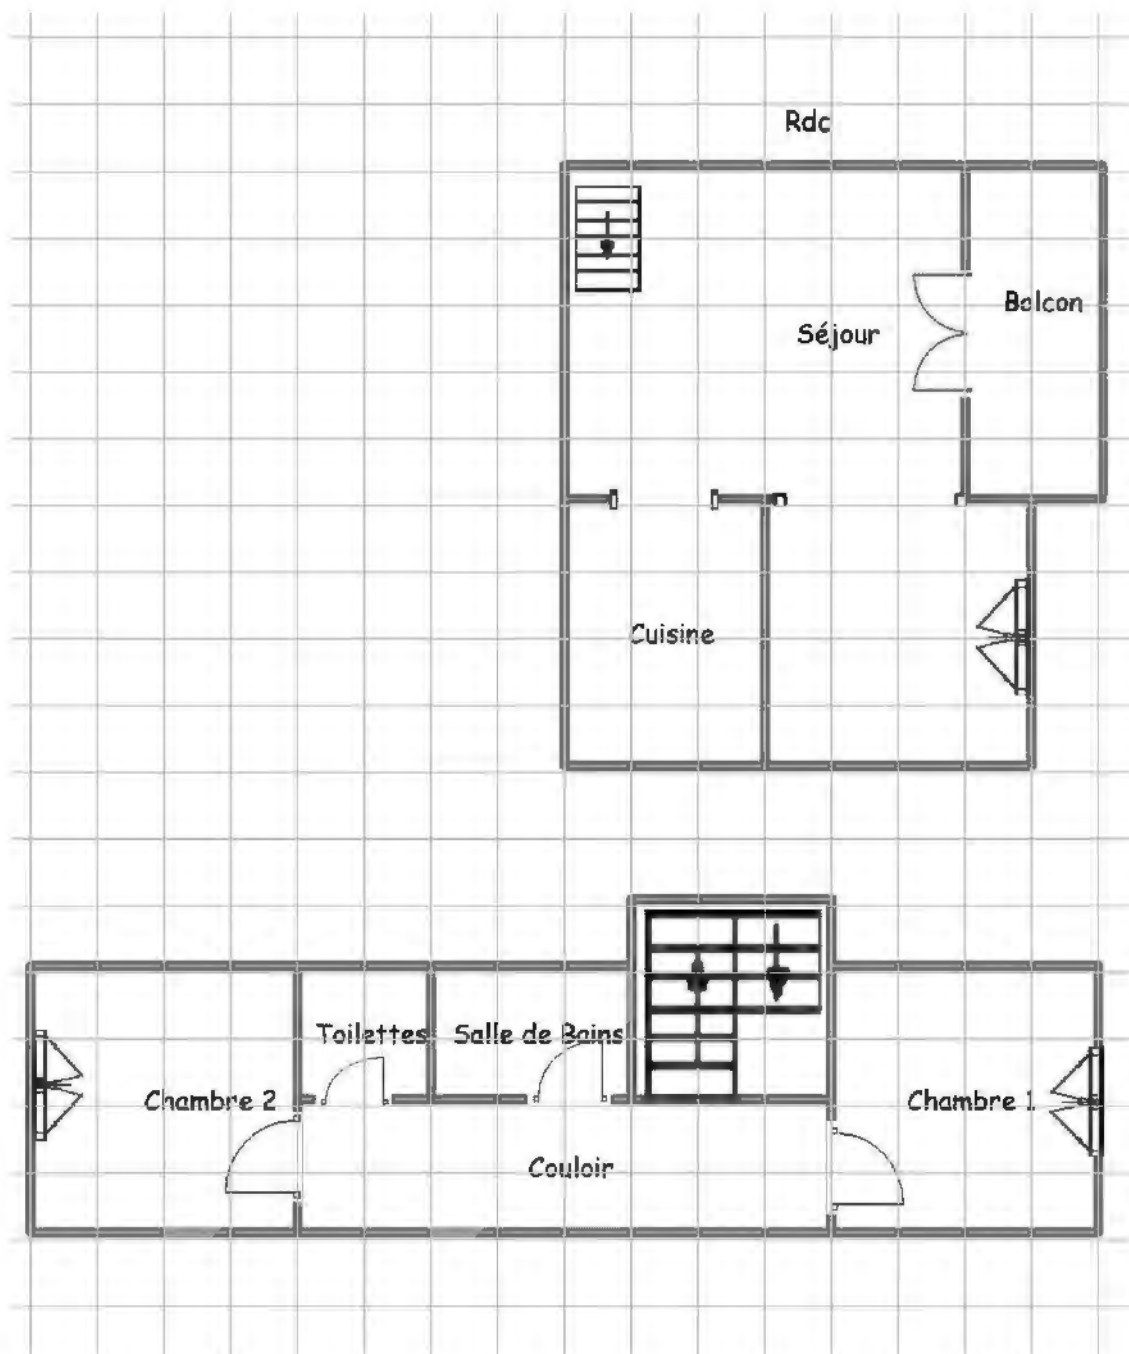 Rdc
Balcon
Séjour
Cuisine
Toilettes
Salle de Bains
Chambre 2
Chambre 1
Couloir